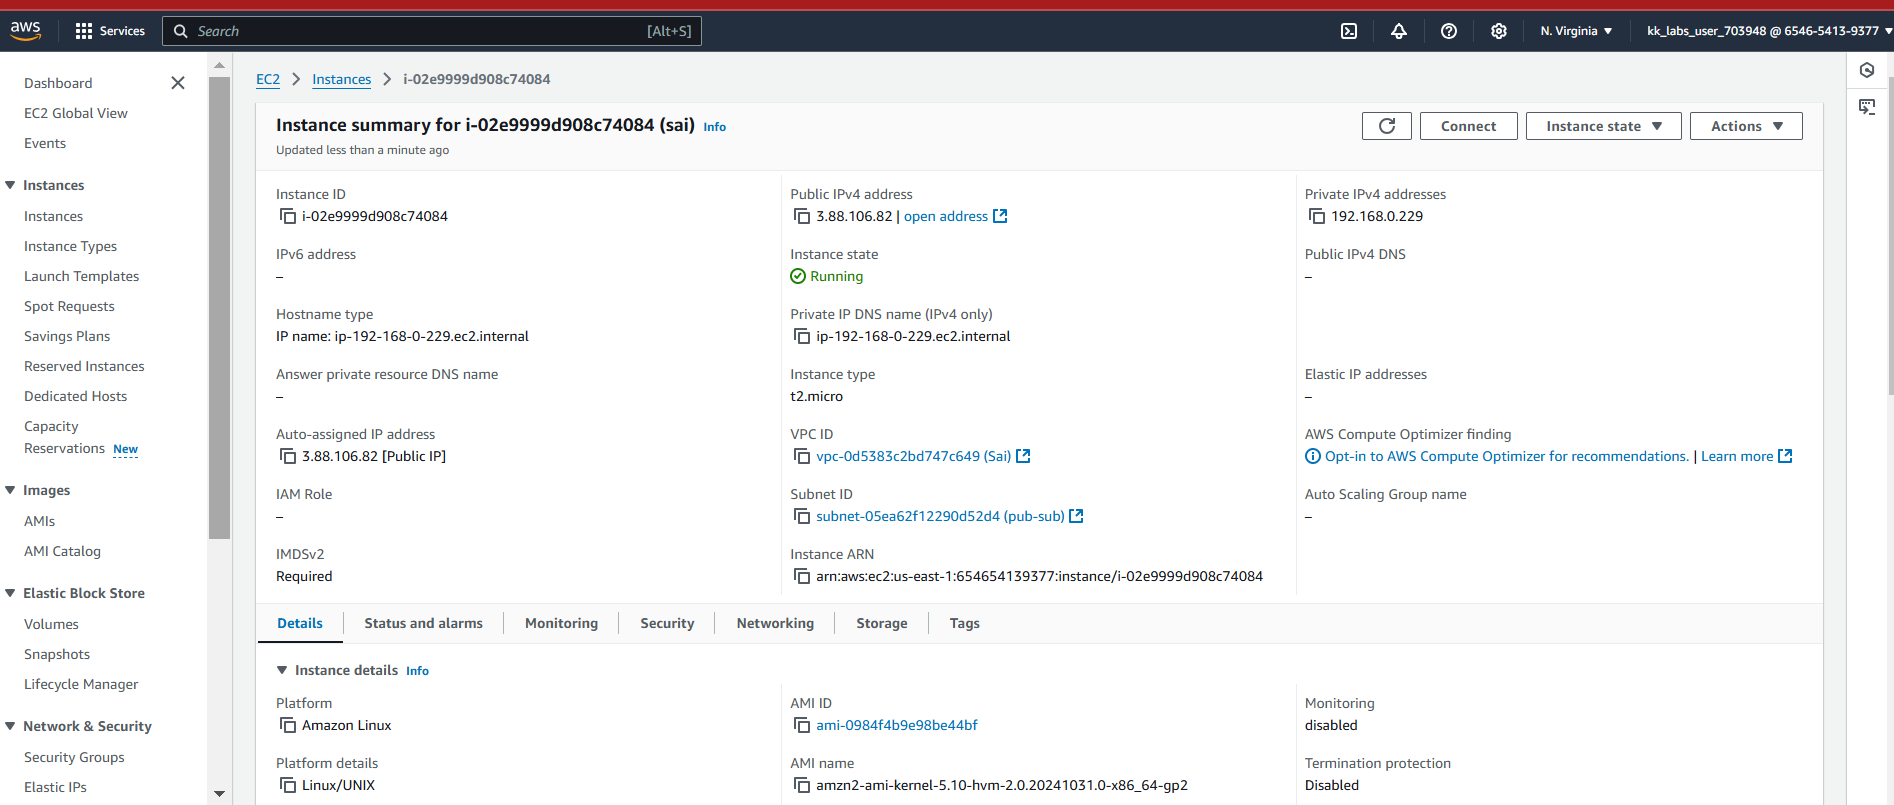 aws
Services
Search
[Alt+S]
N. Virginia
kk_labs_user_703948 @ 6546-5413-9377
Dashboard
EC2 Global View
Events
Instances
Instances
Instance Types
Launch Templates
Spot Requests
Savings Plans
Reserved Instances
Dedicated Hosts
Capacity
Reservations New
Images
AMIs
AMI Catalog
Elastic Block Store
Volumes
Snapshots
Lifecycle Manager
Network & Security
Security Groups
Elastic IPs
EC2 > Instances > i-02e9999d908c74084
Instance summary for i-02e9999d908c74084 (sai) Info
Updated less than a minute ago
Connect
Instance state
Actions
Instance ID
i-02e9999d908c74084
Public IPv4 address
3.88.106.82 | open address
Private IPv4 addresses
192.168.0.229
IPv6 address
–
Instance state
Running
Public IPv4 DNS
–
Hostname type
IP name: ip-192-168-0-229.ec2.internal
Private IP DNS name (IPv4 only)
ip-192-168-0-229.ec2.internal
Answer private resource DNS name
–
Instance type
t2.micro
Elastic IP addresses
–
Auto-assigned IP address
3.88.106.82 [Public IP]
VPC ID
vpc-0d5383c2bd747c649 (Sai)
AWS Compute Optimizer finding
Opt-in to AWS Compute Optimizer for recommendations. | Learn more
IAM Role
–
Subnet ID
subnet-05ea62f12290d52d4 (pub-sub)
Auto Scaling Group name
–
IMDSv2
Required
Instance ARN
arn:aws:ec2:us-east-1:654654139377:instance/i-02e9999d908c74084
Details
Status and alarms
Monitoring
Security
Networking
Storage
Tags
Instance details Info
Platform
Amazon Linux
AMI ID
ami-0984f4b9e98be44bf
Monitoring
disabled
Platform details
Linux/UNIX
AMI name
amzn2-ami-kernel-5.10-hvm-2.0.20241031.0-x86_64-gp2
Termination protection
Disabled